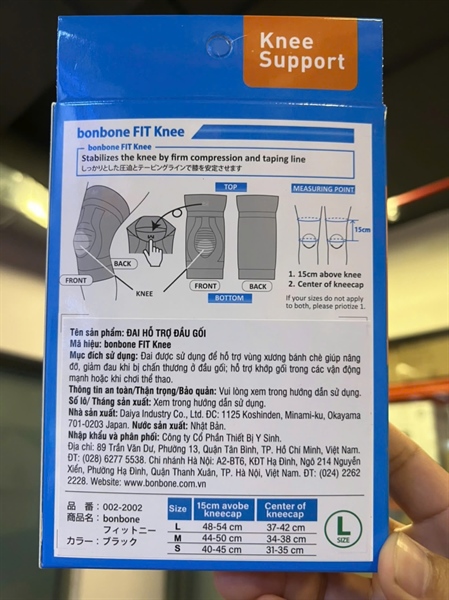 Knee
Support
bonbone FIT Knee
bonbone FIT Knee
Stabilizes the knee by firm compression and taping line
しっかりとした圧迫とテーピングラインで膝を安定させます
TOP
MEASURING POINT
15cm
BACK
FRONT
KNEE
FRONT
BACK
BOTTOM
1. 15cm above knee
2. Center of kneecap
If your sizes do not apply
to both, please priotize 1.
Tên sản phẩm: ĐAI HỖ TRỢ ĐẦU GỐI
Mã hiệu: bonbone FIT Knee
Mục đích sử dụng: Đai được sử dụng để hỗ trợ vùng xương bánh chè giúp nâng
đỡ, giảm đau khi bị chấn thương ở đầu gối; hỗ trợ khớp gối trong các vận động
mạnh hoặc khi chơi thể thao.
Thông tin an toàn/Thận trọng/Bảo quản: Vui lòng xem trong hướng dẫn sử dụng.
Số lô/ Sản xuất: Xem trong hướng dẫn sử dụng.
Nhà sản xuất: Daiya Industry Co., Ltd. ĐC: 1125 Koshinden, Minami-ku, Okayama
701-0203 Japan. Nước sản xuất: Nhật Bản.
Nhập khẩu và phân phối: Công ty Cổ Phần Thiết Bị Y Sinh.
Địa chỉ: 89 Trần Văn Dư, Phường 13, Quận Tân Bình, TP. Hồ Chí Minh, Việt Nam.
ĐT: (028) 6277 5538. Chi nhánh Hà Nội: A2-BT6, KĐT Hạ Đình, Ngõ 214 Nguyễn
Xiển, Phường Hạ Đình, Quận Thanh Xuân, TP. Hà Nội, Việt Nam. ĐT: (024) 2262
2228. Website: www.bonbone.com.vn
品 番 : 002-2002
商品名 : bonbone
フィットニー
カラー : ブラック
Size 15cm avobe kneecap Center of kneecap
L 48-54 cm 37-42 cm
M 44-50 cm 34-38 cm
S 40-45 cm 31-35 cm
L
SIZE